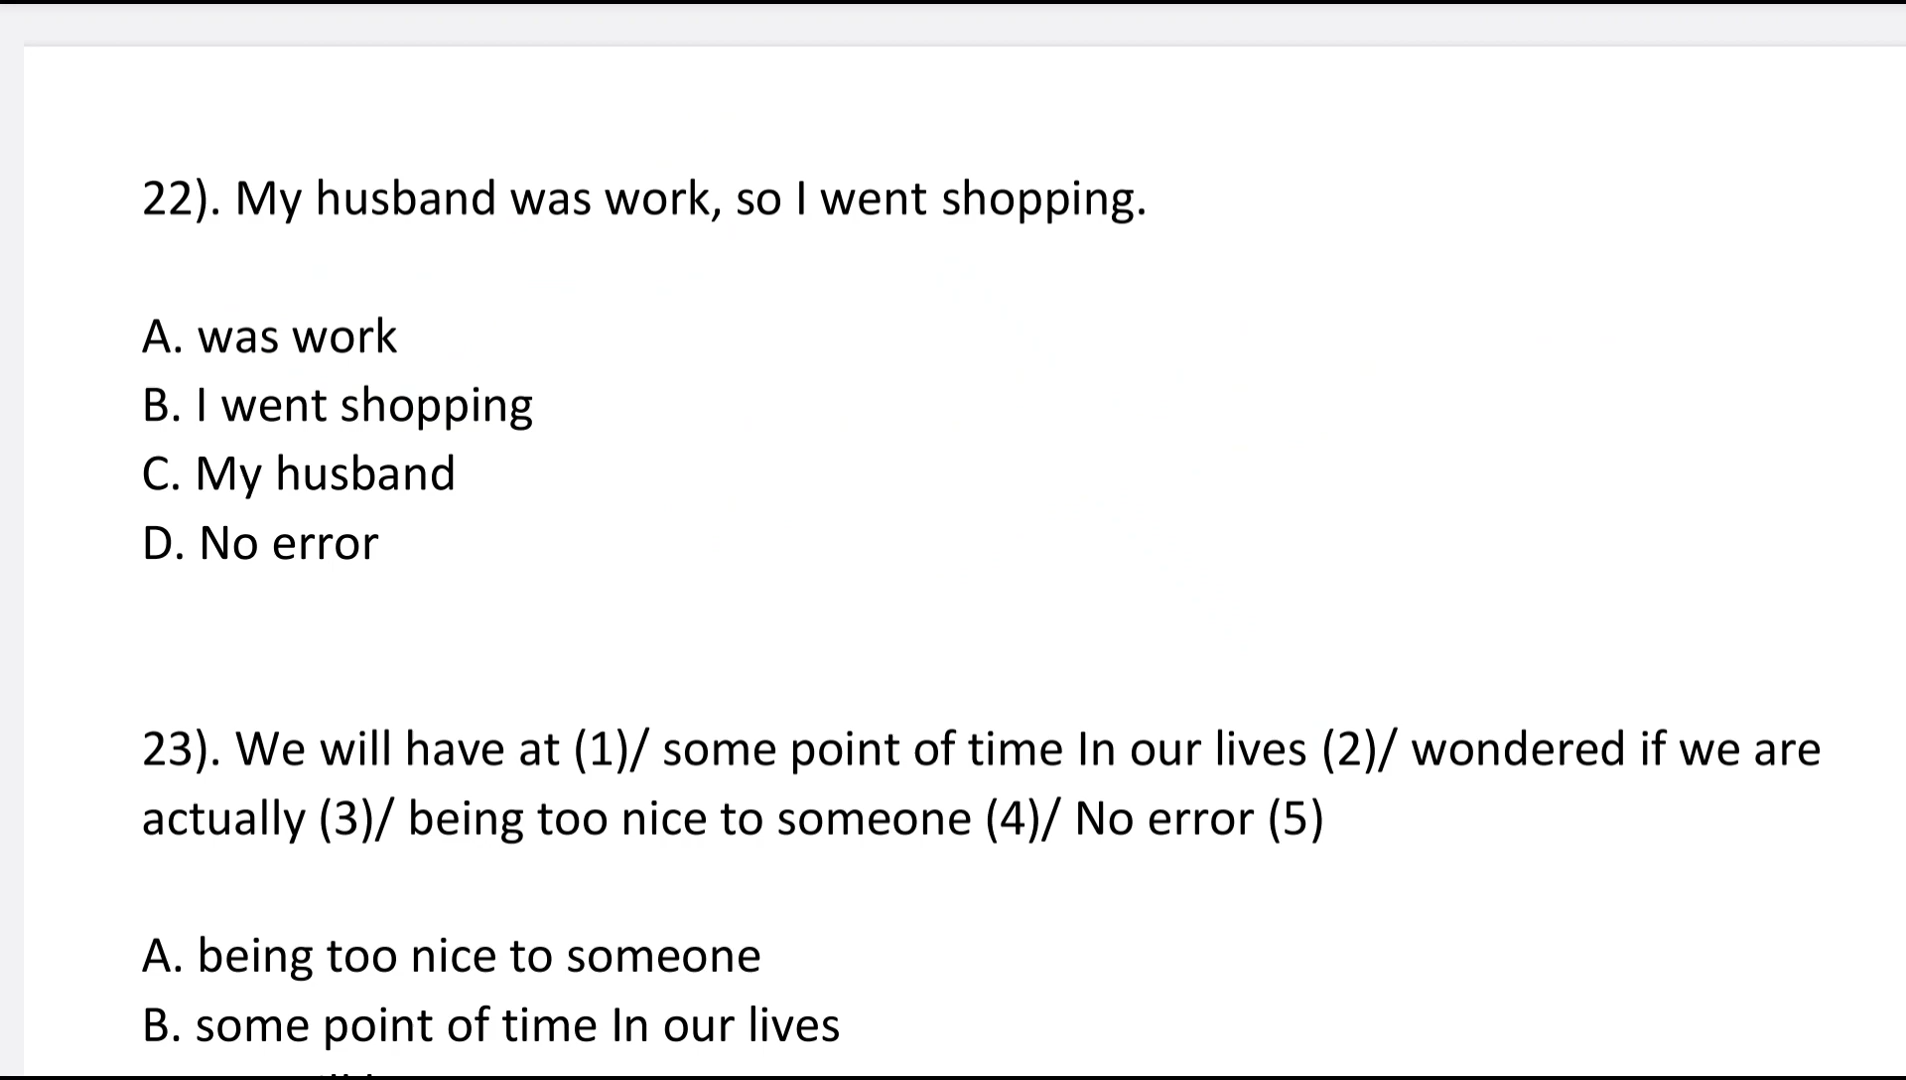 22). My husband was work, so I went shopping.
A. was work
B. I went shopping
C. My husband
D. No error
23). We will have at (1)/ some point of time In our lives (2)/ wondered if we are
actually (3)/ being too nice to someone (4)/ No error (5)
A. being too nice to someone
B. some point of time In our lives